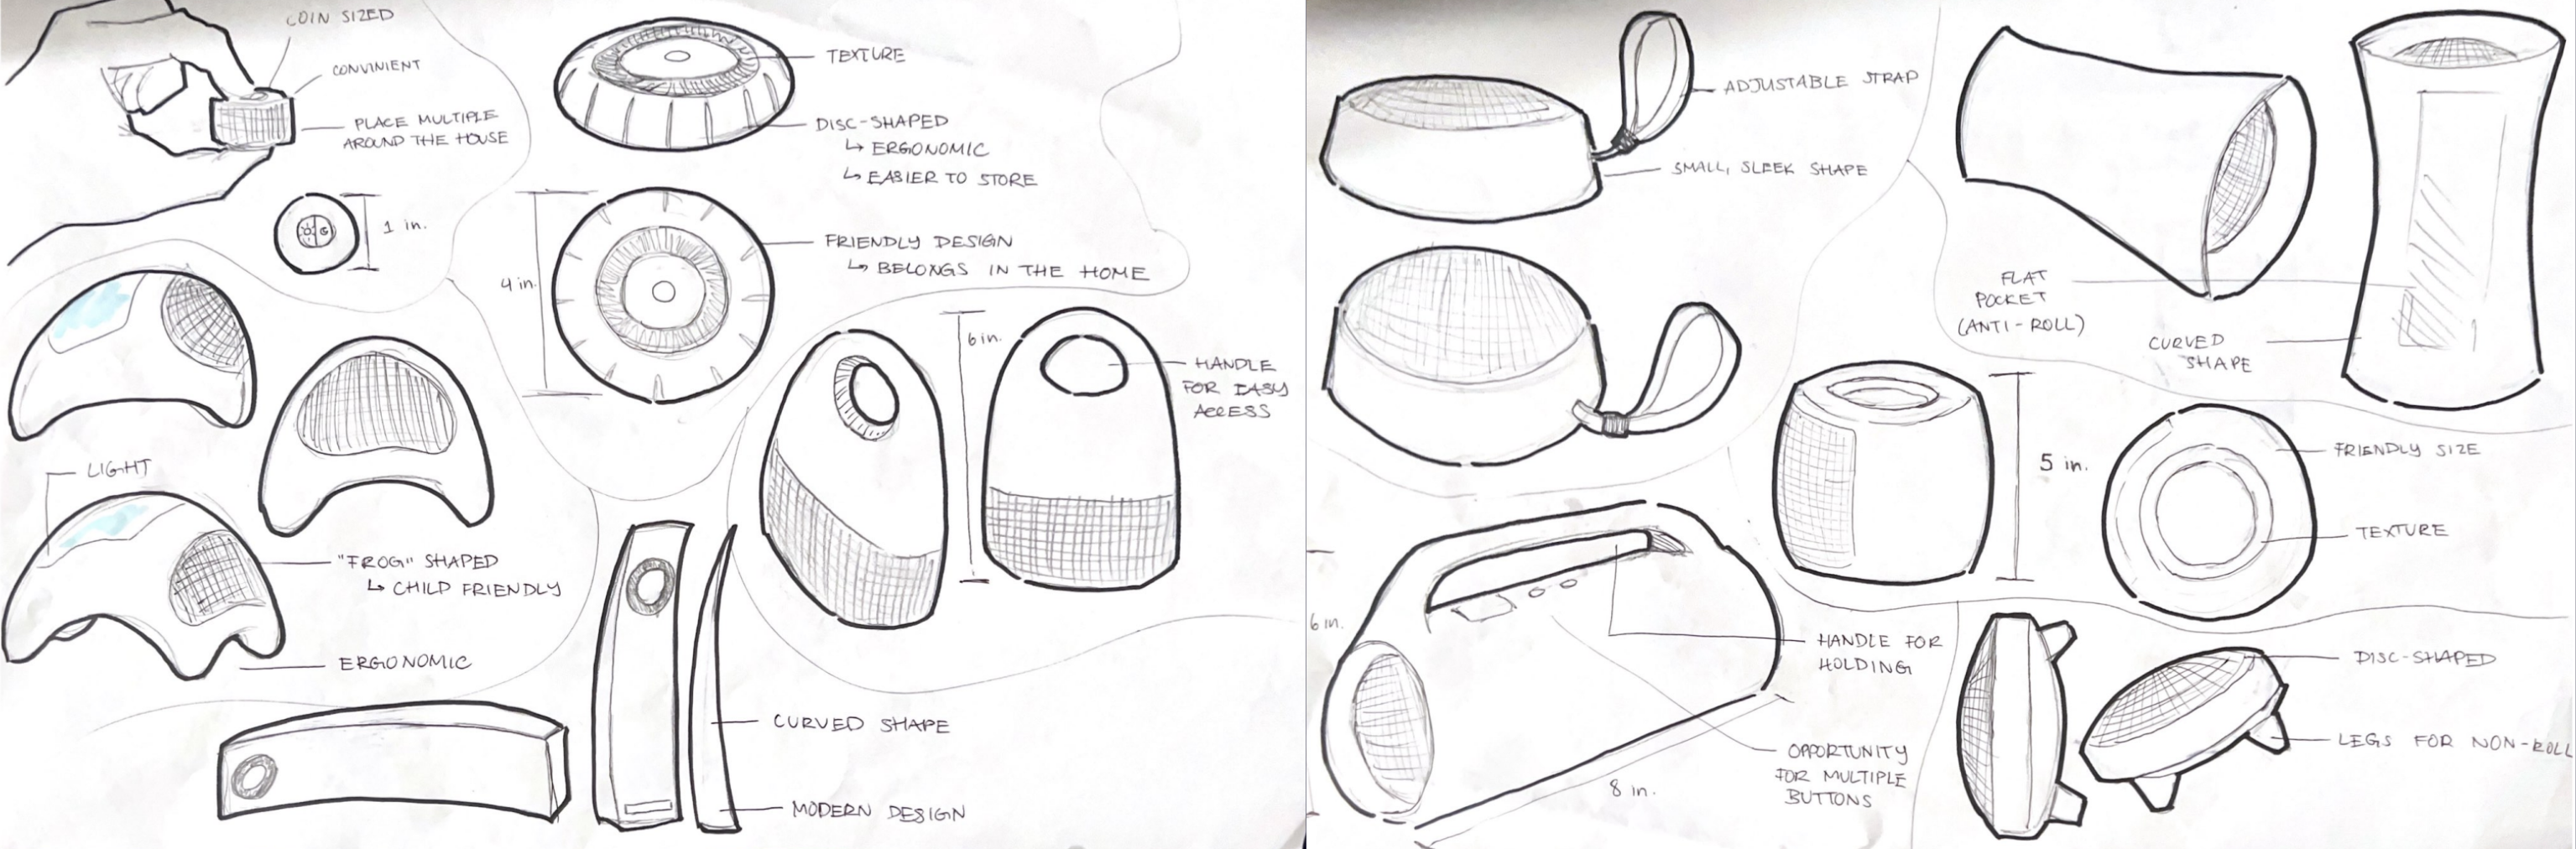 COIN SIZED
CONVINIENT
PLACE MULTIPLE
AROUND THE HOUSE
1 in.
TEXTURE
DISC-SHAPED
↳ ERGONOMIC
↳ EASIER TO STORE
4 in.
FRIENDLY DESIGN
↳ BELONGS IN THE HOME
LIGHT
"FROG" SHAPED
↳ CHILD FRIENDLY
ERGONOMIC
6 in.
HANDLE
FOR EASY
ACCESS
CURVED SHAPE
MODERN DESIGN
ADJUSTABLE STRAP
SMALL, SLEEK SHAPE
FLAT
POCKET
(ANTI-ROLL)
CURVED
SHAPE
5 in.
FRIENDLY SIZE
TEXTURE
6 in.
8 in.
HANDLE FOR
HOLDING
OPPORTUNITY
FOR MULTIPLE
BUTTONS
DISC-SHAPED
LEGS FOR NON-ROLL